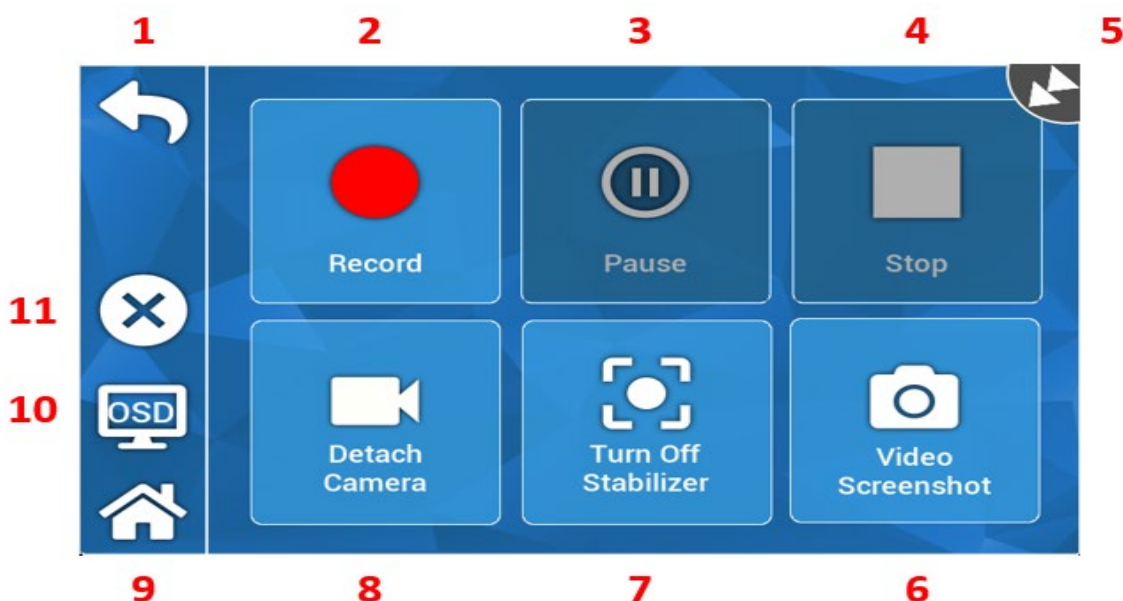 1 2 3 4 5
Record Pause Stop
11
10 OSD
Detach Camera
Turn Off Stabilizer
Video Screenshot
9 8 7 6